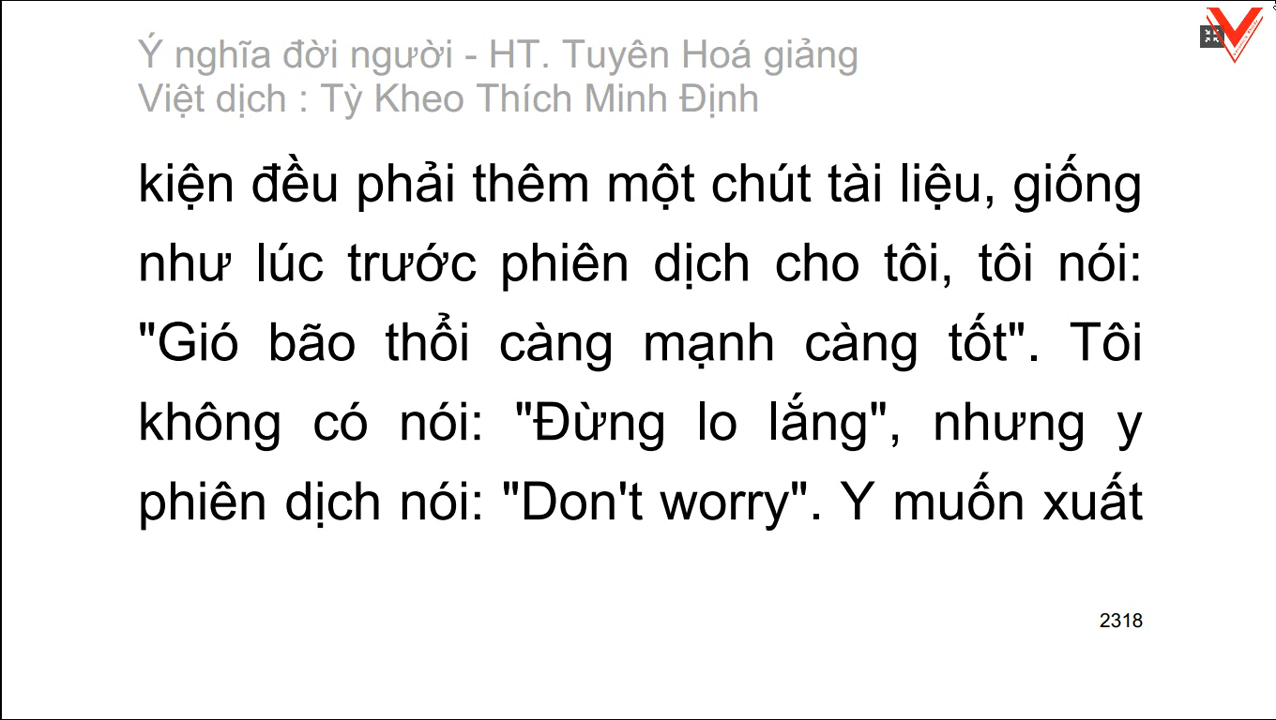 Ý nghĩa đời người - HT. Tuyên Hoá giảng
Việt dịch : Tỳ Kheo Thích Minh Định
kiện đều phải thêm một chút tài liệu, giống
như lúc trước phiên dịch cho tôi, tôi nói:
"Gió bão thổi càng mạnh càng tốt". Tôi
không có nói: "Đừng lo lắng", nhưng y
phiên dịch nói: "Don't worry". Y muốn xuất
2318